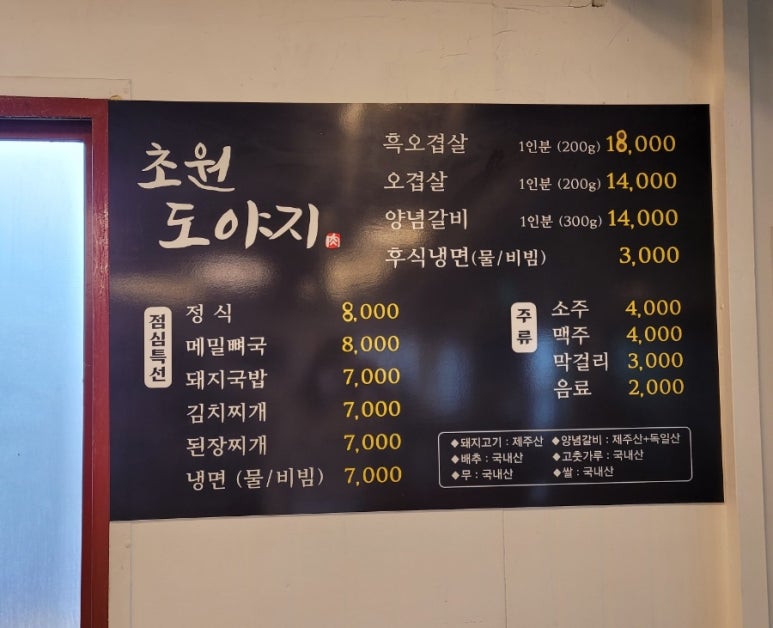 초원
도야지 肉
흑오겹살 1인분 (200g) 18,000
오겹살 1인분 (200g) 14,000
양념갈비 1인분 (300g) 14,000
후식냉면(물/비빔) 3,000
점심특선
정 식 8,000
메밀뼈국 8,000
돼지국밥 7,000
김치찌개 7,000
된장찌개 7,000
냉면 (물/비빔) 7,000
주류
소주 4,000
맥주 4,000
막걸리 3,000
음료 2,000
◆돼지고기 : 제주산 ◆양념갈비 : 제주산+독일산
◆배추 : 국내산 ◆고춧가루 : 국내산
◆무 : 국내산 ◆쌀 : 국내산